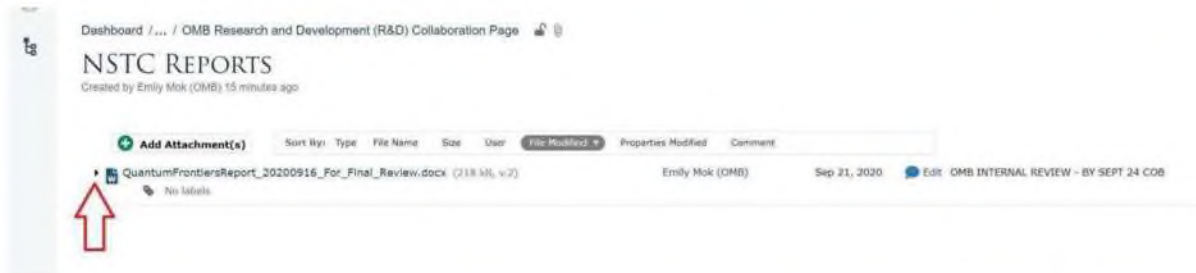 Dashboard / ... / OMB Research and Development (R&D) Collaboration Page
NSTC REPORTS
Created by Emily Mok (OMB) 15 minutes ago
Add Attachment(s) Sort By: Type File Name Size User File Modified Properties Modified Comment
QuantumFrontiersReport_20200916_For_Final_Review.docx (218 kB, v.2) Emily Mok (OMB) Sep 21, 2020 Edit OMB INTERNAL REVIEW - BY SEPT 24 COB
No labels